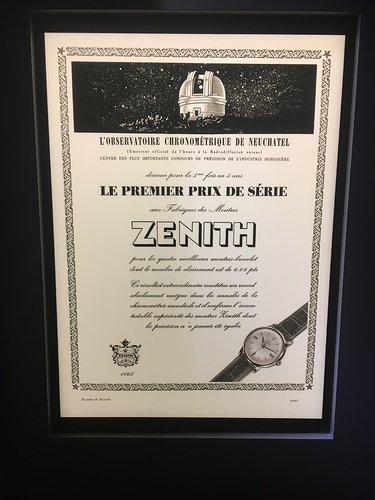 L'OBSERVATOIRE CHRONOMÉTRIQUE DE NEUCHATEL
(Émetteur officiel de l'heure à la Radiodiffusion suisse)
CENTRE DES PLUS IMPORTANTS CONCOURS DE PRÉCISION DE L'INDUSTRIE HORLOGÈRE
décerne pour la 5me fois en 5 ans
LE PREMIER PRIX DE SÉRIE
aux Fabriques des Montres
ZENITH
pour les quatre meilleures montres-bracelet
dont le nombre de classement est de 6.08 pts
Ce résultat extraordinaire constitue un record
absolument unique dans les annales de la
chronométrie mondiale et il confirme l'incon-
testable supériorité des montres Zenith dont
la précision n'a jamais été égalée
1865